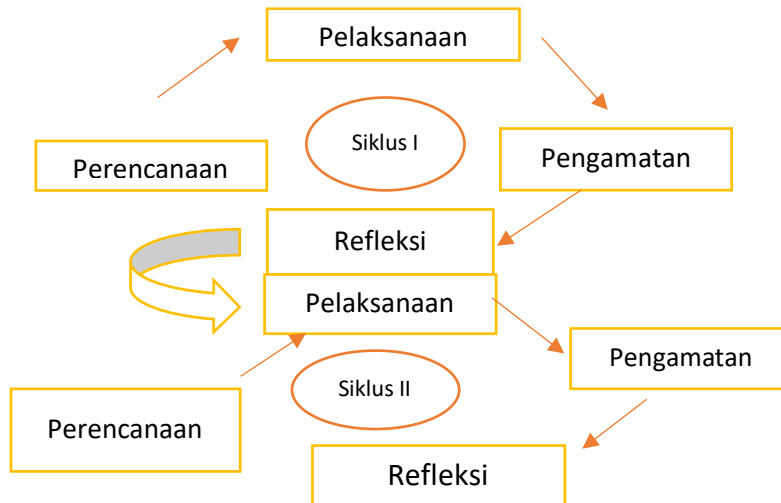 Pelaksanaan
Siklus I
Perencanaan
Pengamatan
Refleksi
Pelaksanaan
Pengamatan
Siklus II
Perencanaan
Refleksi